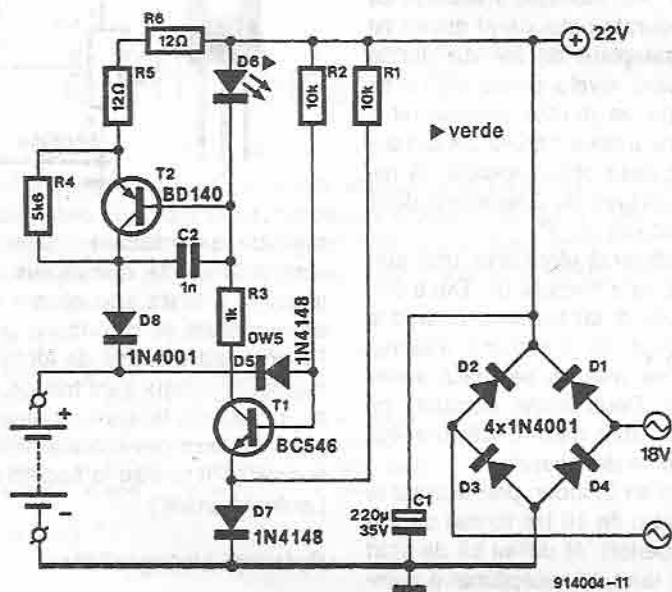 R6
12Ω
22V
D6
R5
12Ω
R2
10k
R1
10k
verde
T2
R4
5k6
BD140
C2
1n
R3
1k
0W5
1N4148
D8
1N4001
D5
T1
BC546
D2
D1
4x1N4001
18V
D3
D4
C1
220µ
35V
D7
1N4148
+
−
914004-11